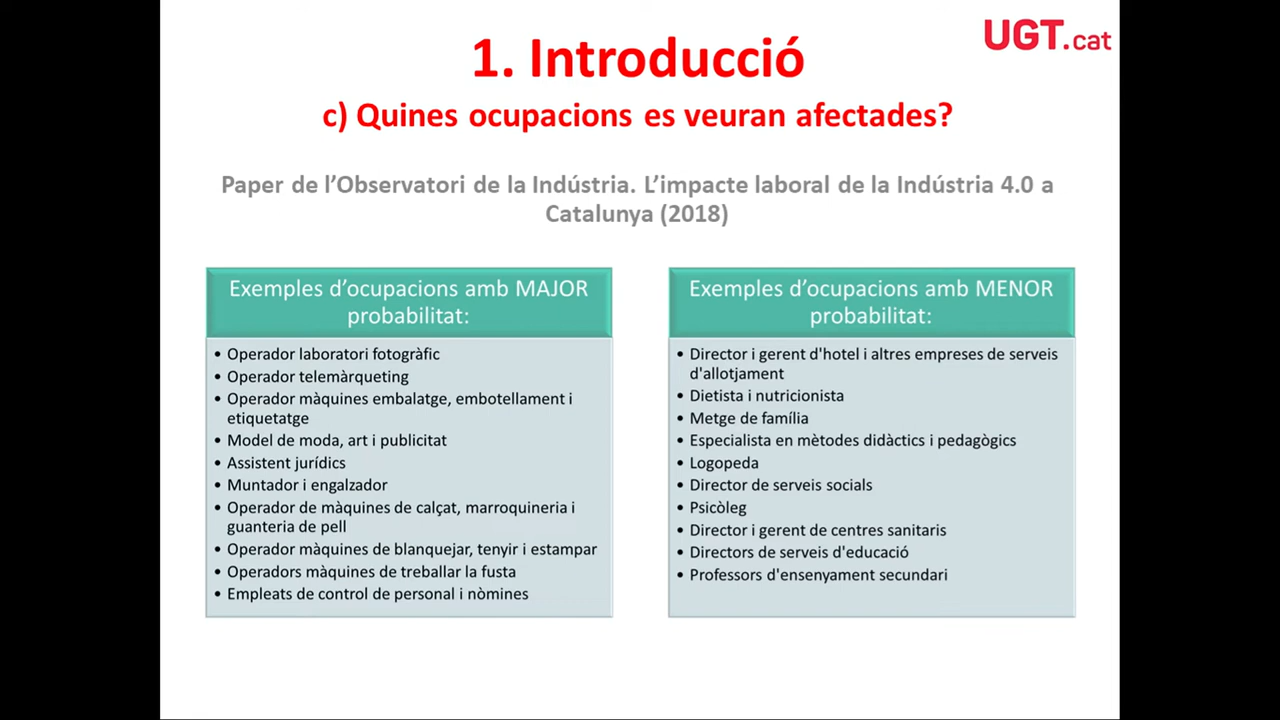 UGT.cat
1. Introducció
c) Quines ocupacions es veuran afectades?
Paper de l’Observatori de la Indústria. L’impacte laboral de la Indústria 4.0 a
Catalunya (2018)
Exemples d’ocupacions amb MAJOR
probabilitat:
• Operador laboratori fotogràfic
• Operador telemàrqueting
• Operador màquines embalatge, embotellament i
etiquetatge
• Model de moda, art i publicitat
• Assistent jurídics
• Muntador i engalzador
• Operador de màquines de calçat, marroquineria i
guanteria de pell
• Operador màquines de blanquejar, tenyir i estampar
• Operadors màquines de treballar la fusta
• Empleats de control de personal i nòmines
Exemples d’ocupacions amb MENOR
probabilitat:
• Director i gerent d'hotel i altres empreses de serveis
d'allotjament
• Dietista i nutricionista
• Metge de família
• Especialista en mètodes didàctics i pedagògics
• Logopeda
• Director de serveis socials
• Psicòleg
• Director i gerent de centres sanitaris
• Directors de serveis d'educació
• Professors d'ensenyament secundari